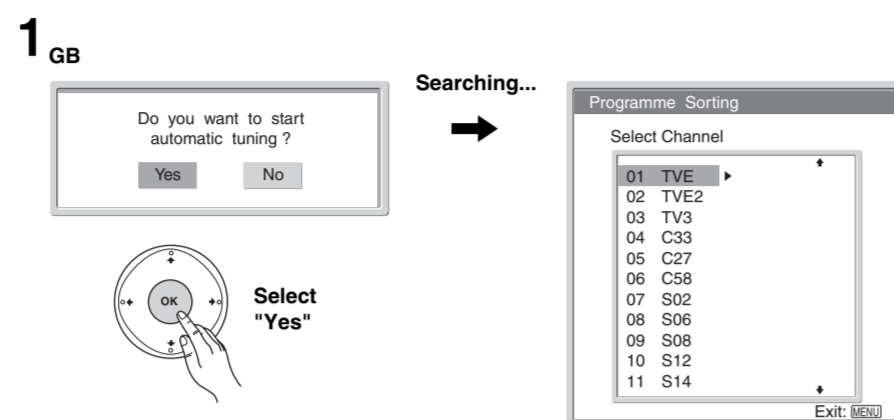 1 GB
Do you want to start
automatic tuning ?
Yes No
OK
Select
"Yes"
Searching...
Programme Sorting
Select Channel
01 TVE
02 TVE2
03 TV3
04 C33
05 C27
06 C58
07 S02
08 S06
09 S08
10 S12
11 S14
Exit: MENU